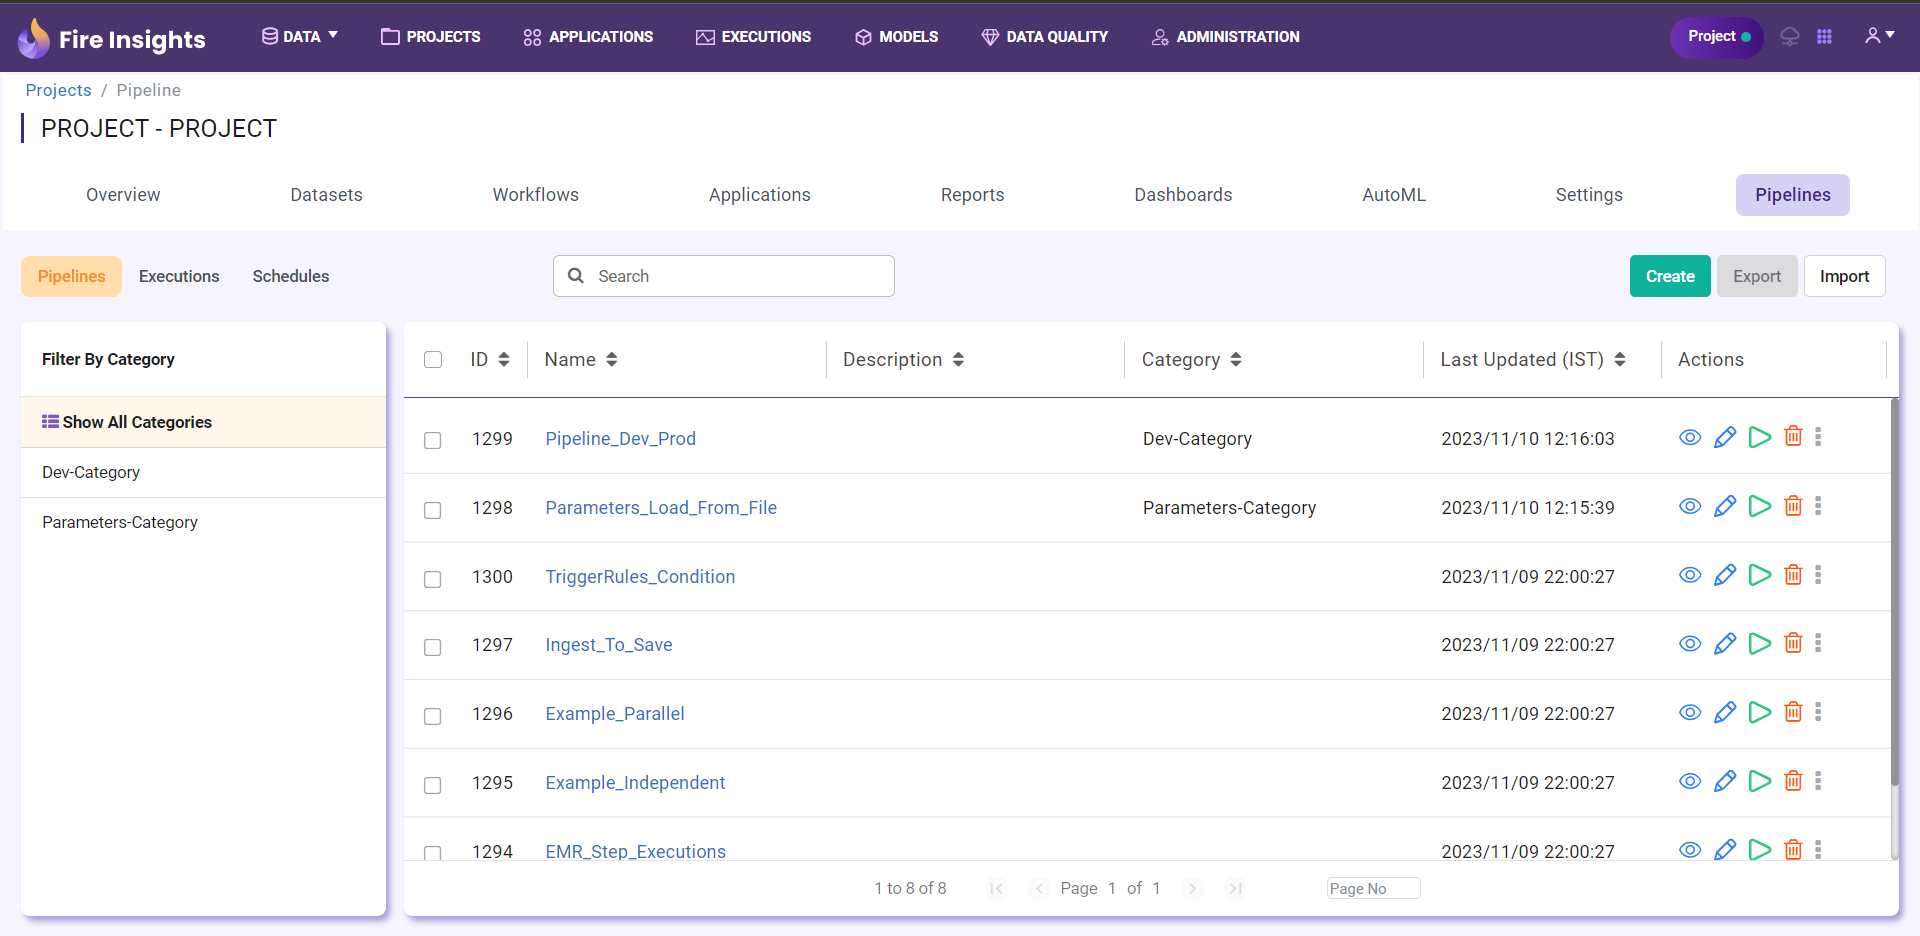 Fire Insights
DATA PROJECTS APPLICATIONS EXECUTIONS MODELS DATA QUALITY ADMINISTRATION Project
Projects / Pipeline
PROJECT - PROJECT
Overview Datasets Workflows Applications Reports Dashboards AutoML Settings Pipelines
Pipelines Executions Schedules Search Create Export Import
Filter By Category
Show All Categories
Dev-Category
Parameters-Category
ID Name Description Category Last Updated (IST) Actions
1299 Pipeline_Dev_Prod Dev-Category 2023/11/10 12:16:03
1298 Parameters_Load_From_File Parameters-Category 2023/11/10 12:15:39
1300 TriggerRules_Condition 2023/11/09 22:00:27
1297 Ingest_To_Save 2023/11/09 22:00:27
1296 Example_Parallel 2023/11/09 22:00:27
1295 Example_Independent 2023/11/09 22:00:27
1294 EMR_Step_Executions 2023/11/09 22:00:27
1 to 8 of 8 Page 1 of 1 Page No